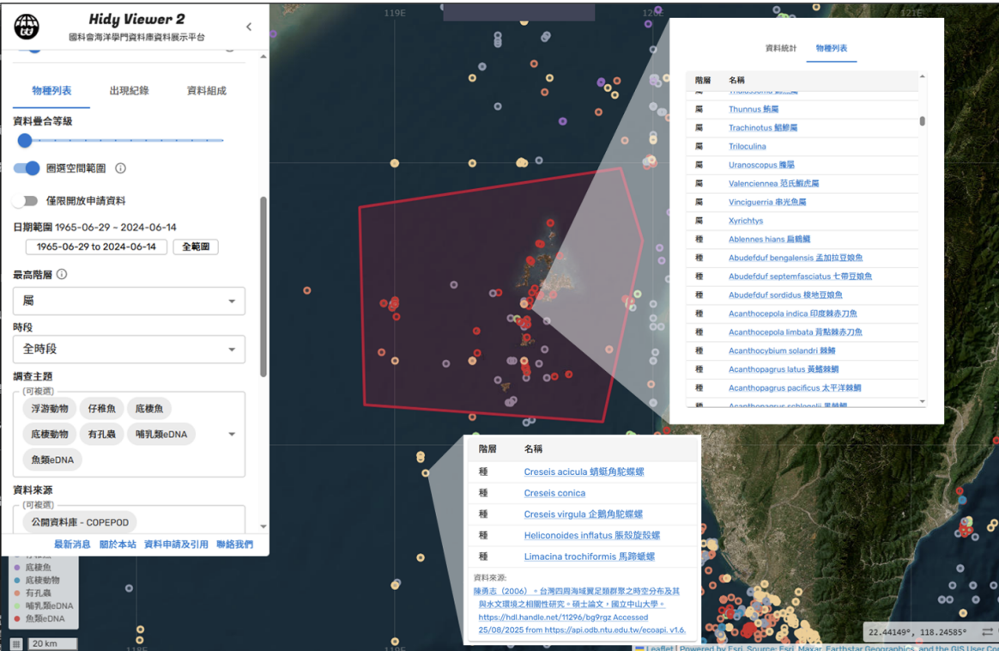 Hidy Viewer 2
國科會海洋學門資料庫資料展示平台
物種列表 出現紀錄 資料組成
資料疊合等級
圈選空間範圍
僅限開放申請資料
日期範圍 1965-06-29 – 2024-06-14
1965-06-29 to 2024-06-14 全範圍
最高階層
屬
時段
全時段
調查主題
(可複選)
浮游動物 仔稚魚 底棲魚
底棲動物 有孔蟲 哺乳類eDNA
魚類eDNA
資料來源
(可複選)
公開資料庫 - COPEPOD
最新消息 關於本站 資料申請及引用 聯絡我們
底棲魚
底棲動物
有孔蟲
哺乳類eDNA
魚類eDNA
20 km
118°E
119°E
119°E
120°E
121°E
資料統計 物種列表
階層 名稱
屬 Thunnus 鮪屬
屬 Trachinotus 鯧鰺屬
屬 Triloculina
屬 Uranoscopus 䲢屬
屬 Valenciennea 范氏鰕虎屬
屬 Vinciguerria 串光魚屬
屬 Xyrichtys
種 Ablennes hians 扁鶴鱵
種 Abudefduf bengalensis 孟加拉豆娘魚
種 Abudefduf septemfasciatus 七帶豆娘魚
種 Abudefduf sordidus 梭地豆娘魚
種 Acanthocepola indica 印度棘赤刀魚
種 Acanthocepola limbata 背點棘赤刀魚
種 Acanthocybium solandri 棘鰆
種 Acanthopagrus latus 黃鰭棘鯛
種 Acanthopagrus pacificus 太平洋棘鯛
種 Acanthopagrus schlegelii 黑棘鯛
階層 名稱
種 Creseis acicula 蜻蜓角駝蝶螺
種 Creseis conica
種 Creseis virgula 企鵝角駝蝶螺
種 Heliconoides inflatus 脹殼旋殼螺
種 Limacina trochiformis 馬蹄蟋螺
資料來源:
陳勇志（2006）。台灣四周海域翼足類群聚之時空分布及其
與水文環境之相關性研究。碩士論文，國立中山大學。
https://hdl.handle.net/11296/bg9rgz Accessed
25/08/2025 from https://api.odb.ntu.edu.tw/ecoapi. v1.6.
22.44149°, 118.24585°
Leaflet | Powered by Esri, Source: Esri, Maxar, Earthstar Geographics, and the GIS User Co